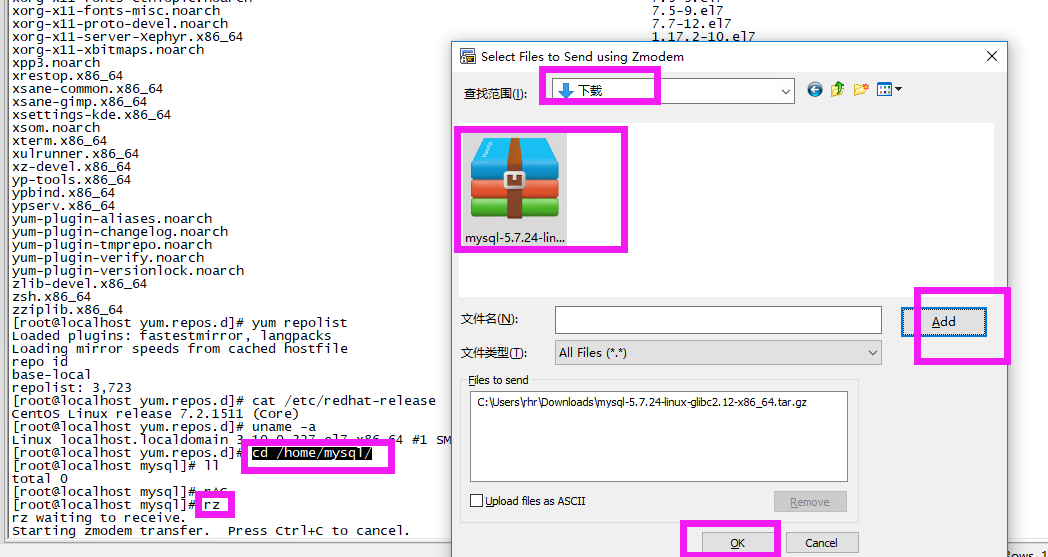 xorg-x11-fonts-misc.noarch 7.5-9.el7
xorg-x11-proto-devel.noarch 7.7-12.el7
xorg-x11-server-Xephyr.x86_64 1.17.2-10.el7
xorg-x11-xbitmaps.noarch
xpp3.noarch
xrestop.x86_64
xsane-common.x86_64
xsane-gimp.x86_64
xsettings-kde.x86_64
xsom.noarch
xterm.x86_64
xulrunner.x86_64
xz-devel.x86_64
yp-tools.x86_64
ypbind.x86_64
ypserv.x86_64
yum-plugin-aliases.noarch
yum-plugin-changelog.noarch
yum-plugin-tmprepo.noarch
yum-plugin-verify.noarch
yum-plugin-versionlock.noarch
zlib-devel.x86_64
zsh.x86_64
zziplib.x86_64
[root@localhost yum.repos.d]# yum repolist
Loaded plugins: fastestmirror, langpacks
Loading mirror speeds from cached hostfile
repo id
base-local
repolist: 3,723
[root@localhost yum.repos.d]# cat /etc/redhat-release
CentOS Linux release 7.2.1511 (Core)
[root@localhost yum.repos.d]# uname -a
Linux localhost.localdomain 3.10.0-327.el7.x86_64 #1 SM
[root@localhost yum.repos.d]# cd /home/mysql/
[root@localhost mysql]# ll
total 0
[root@localhost mysql]# r^C
[root@localhost mysql]# rz
rz waiting to receive.
Starting zmodem transfer.  Press Ctrl+C to cancel.
Select Files to Send using Zmodem
查找范围(I):
下载
mysql-5.7.24-lin...
文件名(N):
Add
文件类型(T):
All Files (*.*)
Files to send
C:\Users\rhr\Downloads\mysql-5.7.24-linux-glibc2.12-x86_64.tar.gz
Upload files as ASCII
Remove
OK
Cancel